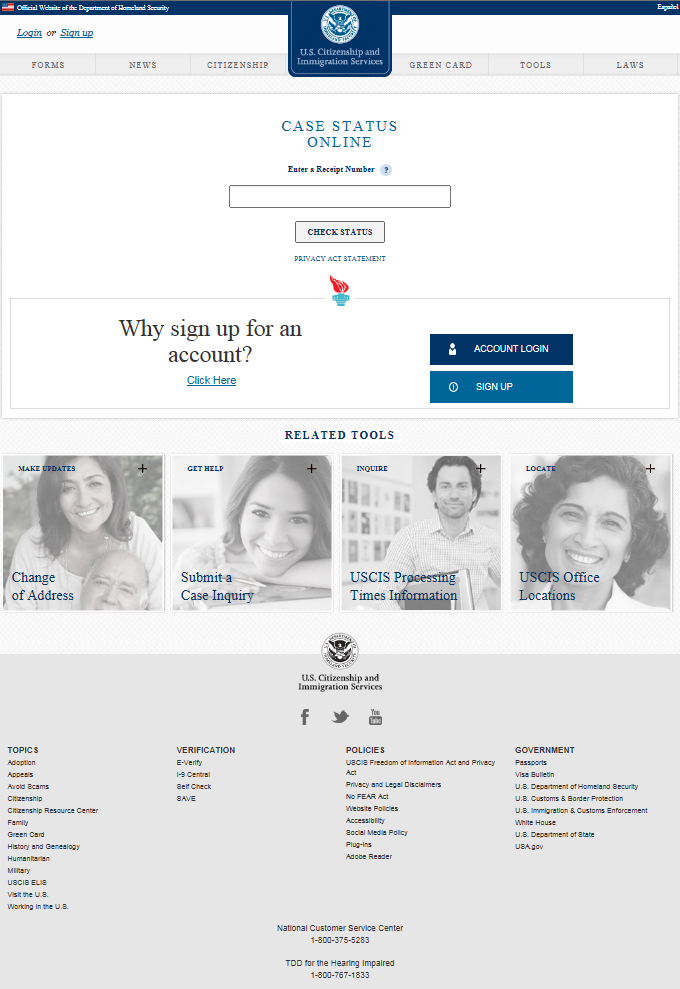 Official Website of the Department of Homeland Security
Español
Login or Sign up
U.S. Citizenship and
Immigration Services
FORMS
NEWS
CITIZENSHIP
GREEN CARD
TOOLS
LAWS
CASE STATUS
ONLINE
Enter a Receipt Number ?
CHECK STATUS
PRIVACY ACT STATEMENT
Why sign up for an
account?
Click Here
ACCOUNT LOGIN
SIGN UP
RELATED TOOLS
MAKE UPDATES +
Change
of Address
GET HELP +
Submit a
Case Inquiry
INQUIRE +
USCIS Processing
Times Information
LOCATE +
USCIS Office
Locations
U.S. Citizenship and
Immigration Services
You
Tube
TOPICS
Adoption
Appeals
Avoid Scams
Citizenship
Citizenship Resource Center
Family
Green Card
History and Genealogy
Humanitarian
Military
USCIS ELIS
Visit the U.S.
Working in the U.S.
VERIFICATION
E-Verify
I-9 Central
Self Check
SAVE
POLICIES
USCIS Freedom of Information Act and Privacy
Act
Privacy and Legal Disclaimers
No FEAR Act
Website Policies
Accessibility
Social Media Policy
Plug-ins
Adobe Reader
GOVERNMENT
Passports
Visa Bulletin
U.S. Department of Homeland Security
U.S. Customs & Border Protection
U.S. Immigration & Customs Enforcement
White House
U.S. Department of State
USA.gov
National Customer Service Center
1-800-375-5283
TDD for the Hearing Impaired
1-800-767-1833